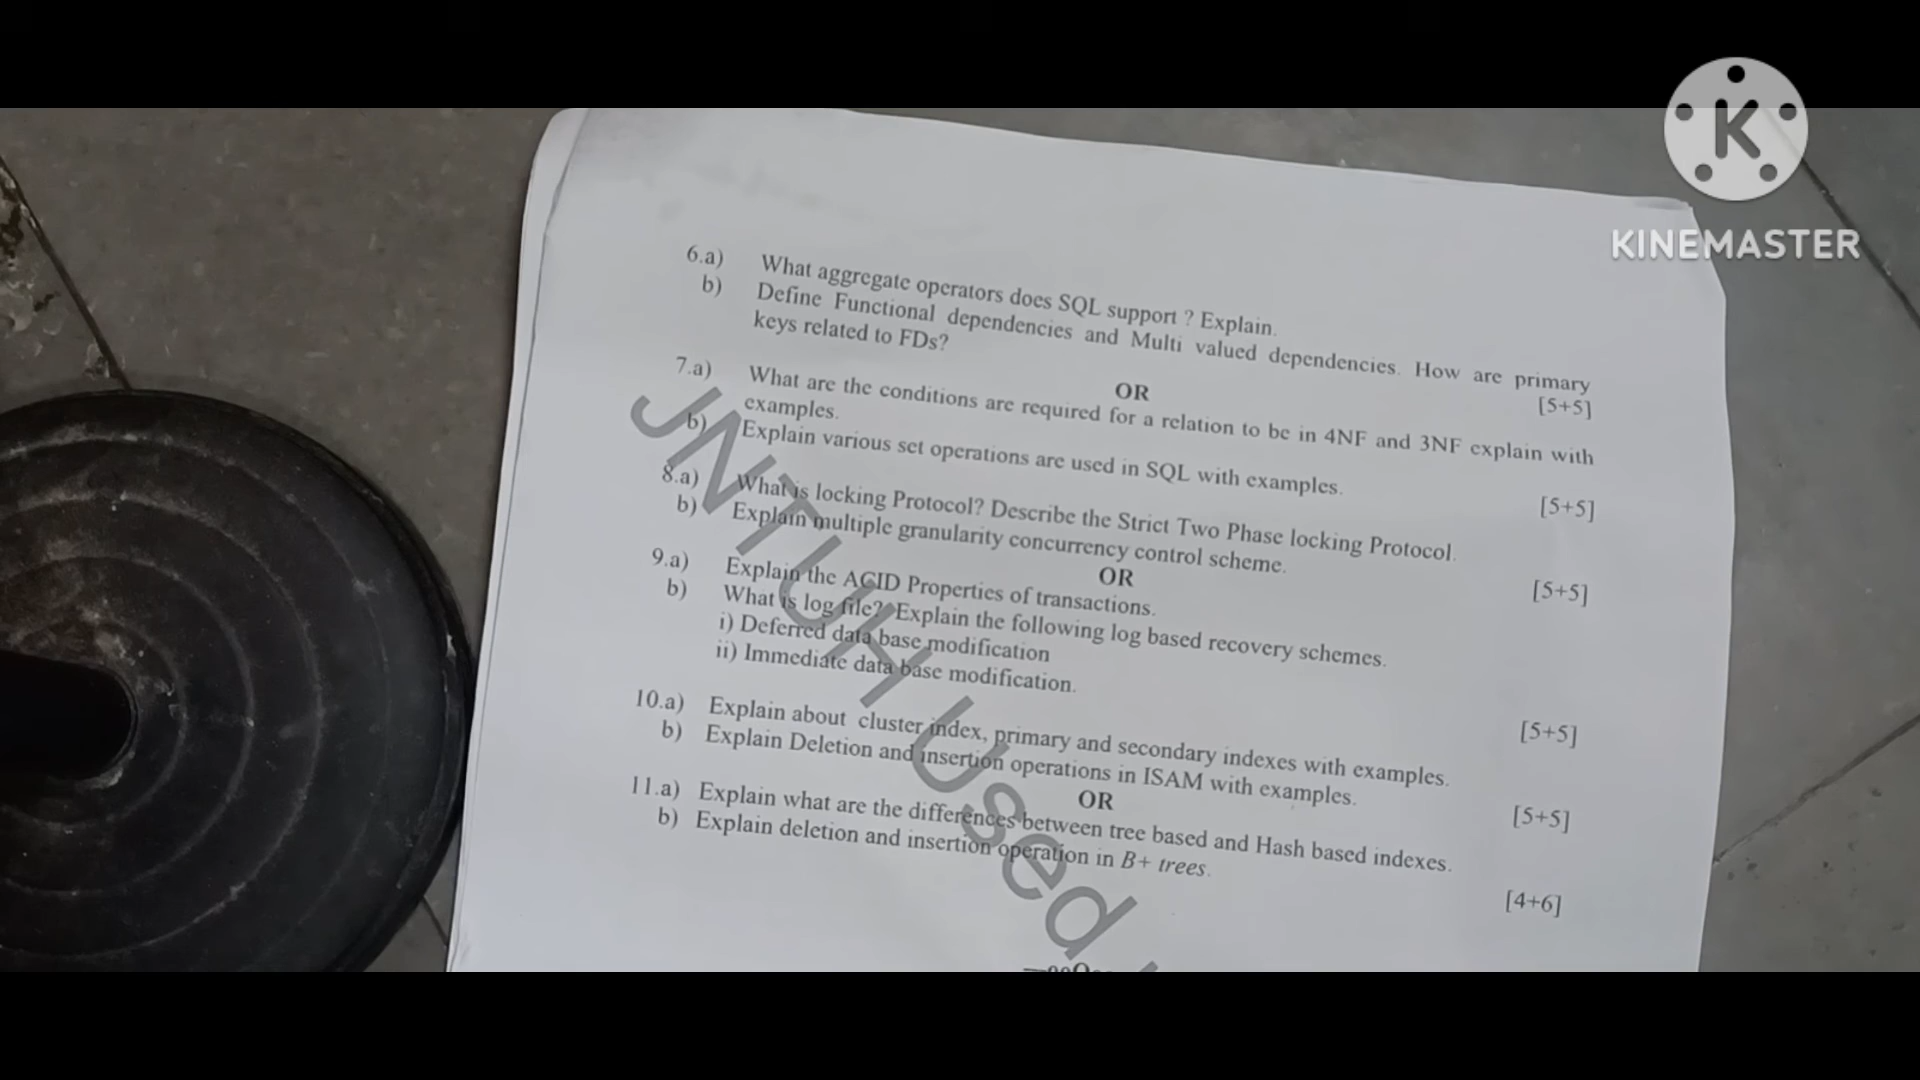 KINEMASTER
6.a) What aggregate operators does SQL support ? Explain.
b) Define Functional dependencies and Multi valued dependencies. How are primary
keys related to FDs? [5+5]
OR
7.a) What are the conditions are required for a relation to be in 4NF and 3NF explain with
examples.
b) Explain various set operations are used in SQL with examples. [5+5]
8.a) What is locking Protocol? Describe the Strict Two Phase locking Protocol.
b) Explain multiple granularity concurrency control scheme. [5+5]
OR
9.a) Explain the ACID Properties of transactions.
b) What is log file? Explain the following log based recovery schemes.
i) Deferred data base modification
ii) Immediate data base modification. [5+5]
10.a) Explain about cluster index, primary and secondary indexes with examples.
b) Explain Deletion and insertion operations in ISAM with examples. [5+5]
OR
11.a) Explain what are the differences between tree based and Hash based indexes.
b) Explain deletion and insertion operation in B+ trees. [4+6]
JNTUH Used